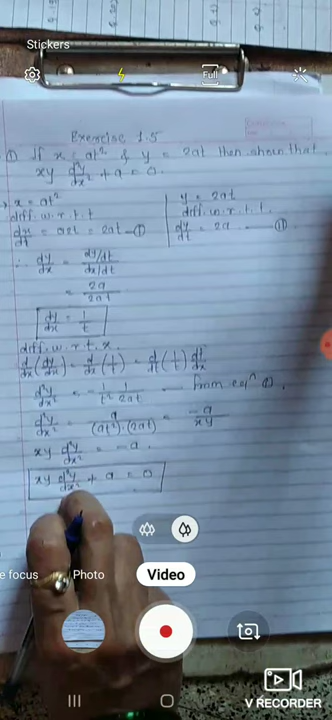 Stickers
Full
Exercise 1.5
① If x = at² & y = 2at then show that
xy d²y/dx² + a = 0.
→ x = at²
diff. w.r.t. t
dx/dt = a2t = 2at — ①
y = 2at
diff. w.r.t. t.
dy/dt = 2a. — ⑪
∴ dy/dx = dy/dt / dx/dt
= 2a / 2at
dy/dx = 1/t
diff. w.r.t. x.
d/dx (dy/dx) = d/dx (1/t) = d/dt (1/t) dt/dx
d²y/dx² = -1/t² 1/2at — from eqⁿ ①.
d²y/dx² = a / (at²)(2at) = -a / xy
xy d²y/dx² = -a.
xy d²y/dx² + a = 0
e focus
Photo
Video
V RECORDER